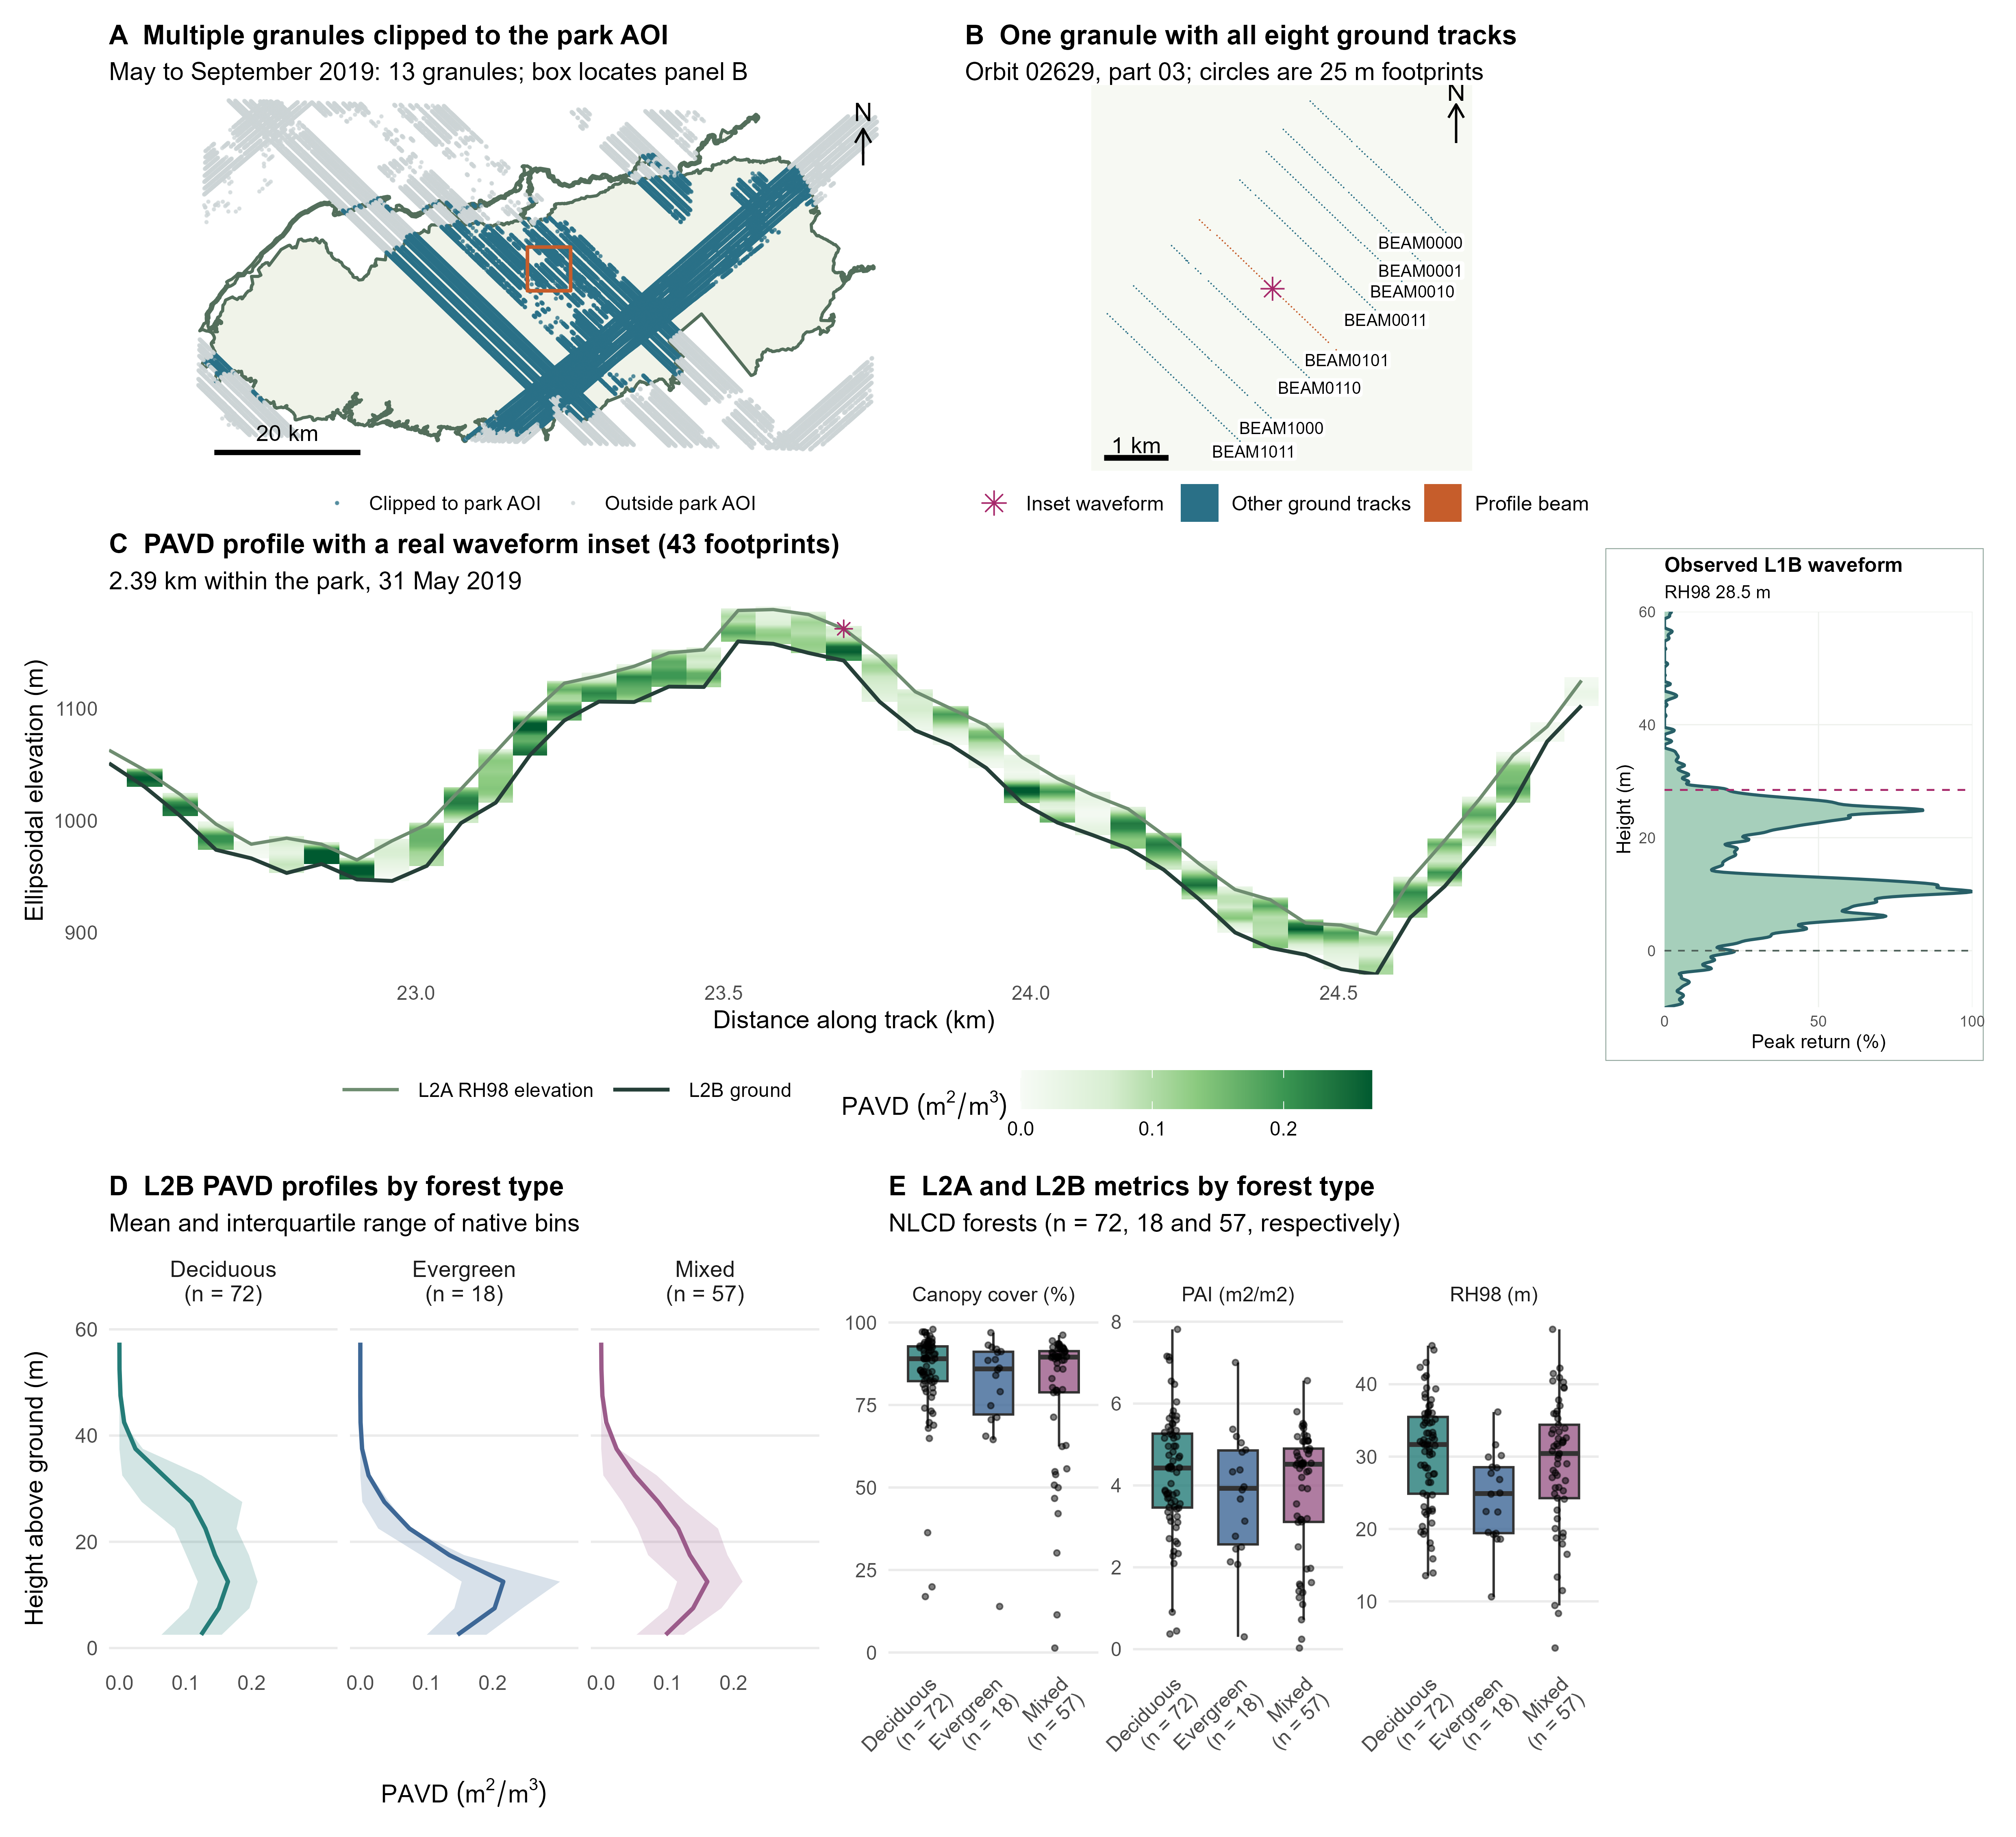 A  Multiple granules clipped to the park AOI
May to September 2019: 13 granules; box locates panel B
N
20 km
Clipped to park AOI
Outside park AOI
B  One granule with all eight ground tracks
Orbit 02629, part 03; circles are 25 m footprints
N
BEAM0000
BEAM0001
BEAM0010
BEAM0011
BEAM0101
BEAM0110
BEAM1000
BEAM1011
1 km
Inset waveform
Other ground tracks
Profile beam
C  PAVD profile with a real waveform inset (43 footprints)
2.39 km within the park, 31 May 2019
Ellipsoidal elevation (m)
1100
1000
900
23.0
23.5
24.0
24.5
Distance along track (km)
L2A RH98 elevation
L2B ground
PAVD (m²/m³)
0.0
0.1
0.2
Observed L1B waveform
RH98 28.5 m
Height (m)
60
40
20
0
0
50
100
Peak return (%)
D  L2B PAVD profiles by forest type
Mean and interquartile range of native bins
Deciduous
(n = 72)
Evergreen
(n = 18)
Mixed
(n = 57)
Height above ground (m)
60
40
20
0
0.0
0.1
0.2
0.0
0.1
0.2
0.0
0.1
0.2
PAVD (m²/m³)
E  L2A and L2B metrics by forest type
NLCD forests (n = 72, 18 and 57, respectively)
Canopy cover (%)
100
75
50
25
0
Deciduous
(n = 72)
Evergreen
(n = 18)
Mixed
(n = 57)
PAI (m2/m2)
8
6
4
2
0
Deciduous
(n = 72)
Evergreen
(n = 18)
Mixed
(n = 57)
RH98 (m)
40
30
20
10
Deciduous
(n = 72)
Evergreen
(n = 18)
Mixed
(n = 57)